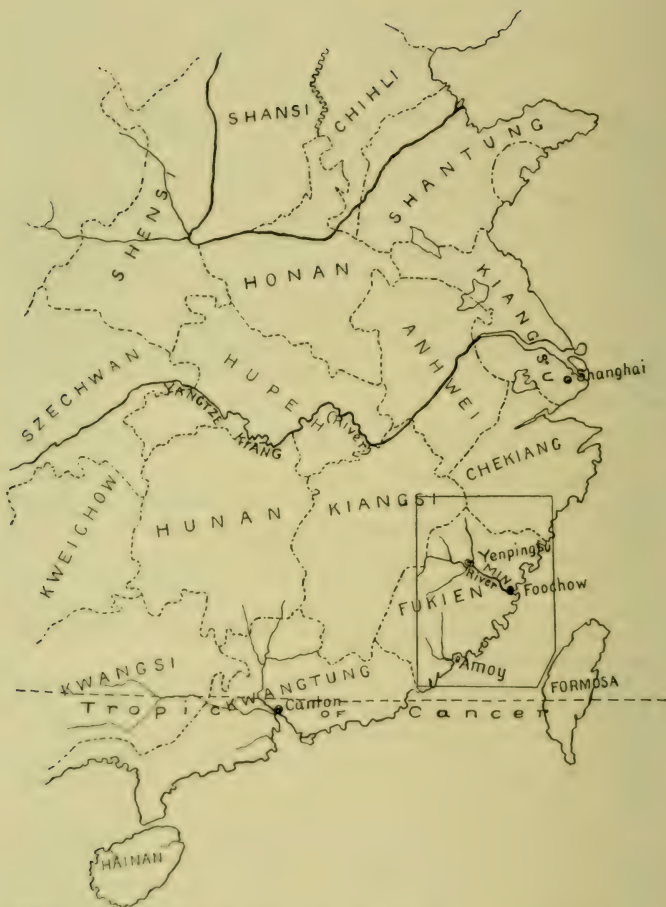 SHANSI
CHIHLI
SHANTUNG
SHENSI
HONAN
KIANGSU
ANHWEI
Shanghai
SZECHWAN
HUPEH
YANGTZE
KIANG
River
CHEKIANG
KWEICHOW
HUNAN
KIANGSI
Yenpingfu
MIN
River
FUKIEN
Foochow
Amoy
KWANGSI
KWANGTUNG
FORMOSA
Canton
Tropic OF Cancer
HAINAN